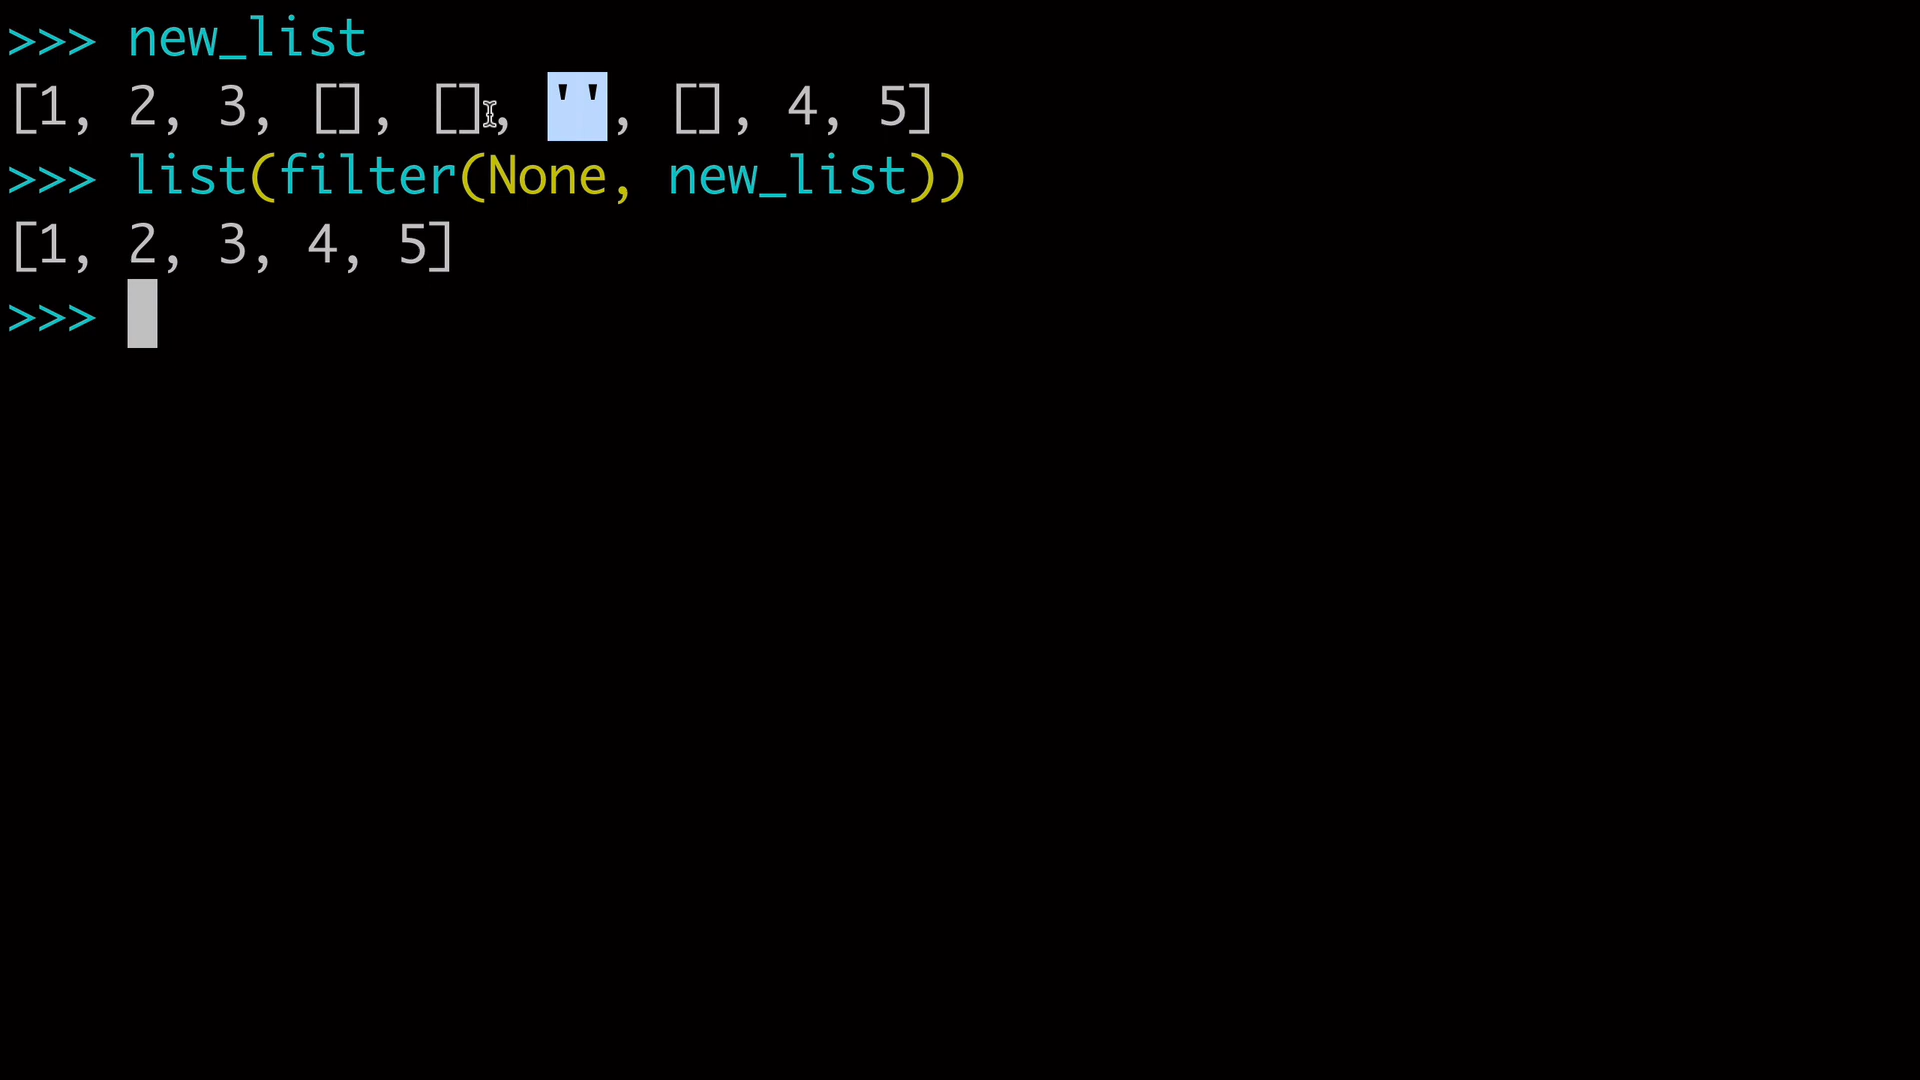 >>> new_list
[1, 2, 3, [], [], '', [], 4, 5]
>>> list(filter(None, new_list))
[1, 2, 3, 4, 5]
>>>